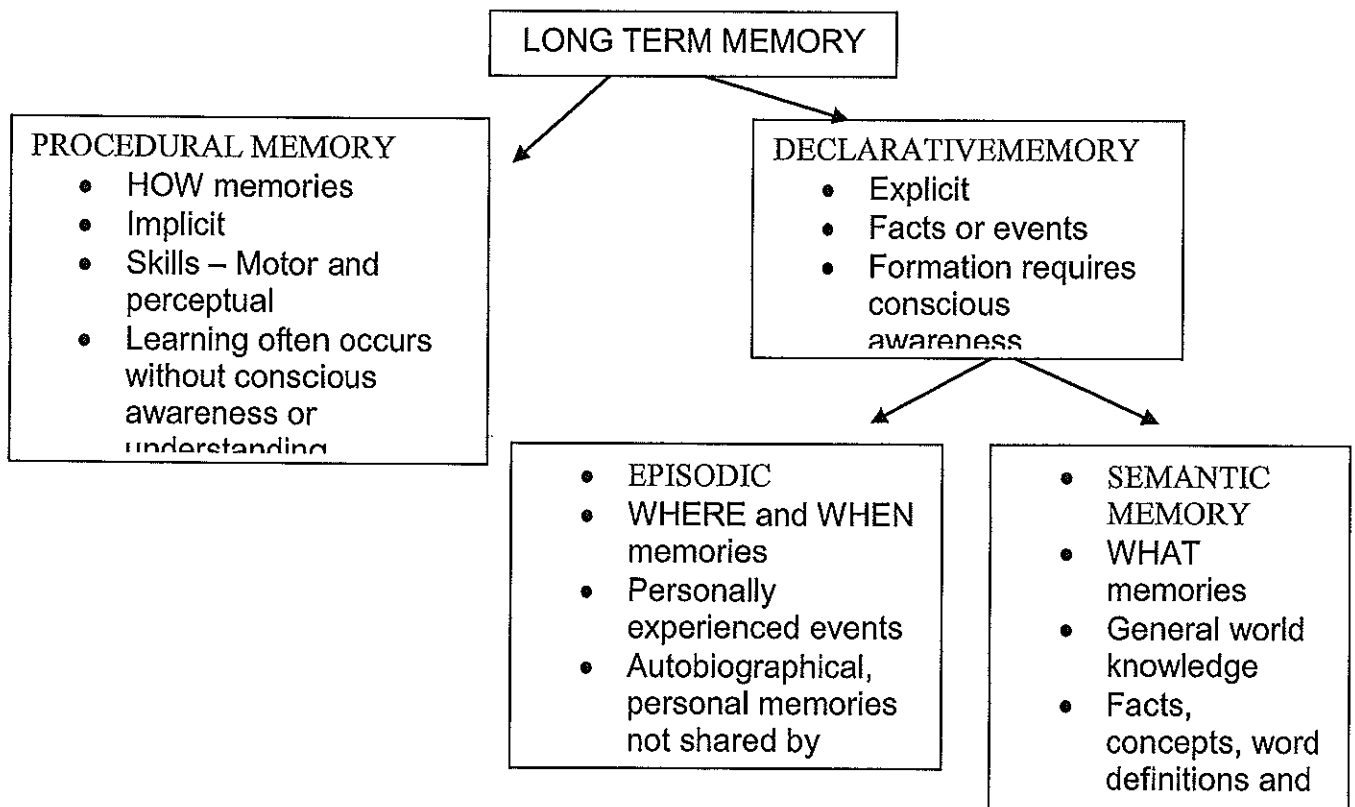 LONG TERM MEMORY
PROCEDURAL MEMORY
• HOW memories
• Implicit
• Skills – Motor and
perceptual
• Learning often occurs
without conscious
awareness or
understanding
DECLARATIVEMEMORY
• Explicit
• Facts or events
• Formation requires
conscious
awareness
• EPISODIC
• WHERE and WHEN
memories
• Personally
experienced events
• Autobiographical,
personal memories
not shared by
• SEMANTIC
MEMORY
• WHAT
memories
• General world
knowledge
• Facts,
concepts, word
definitions and